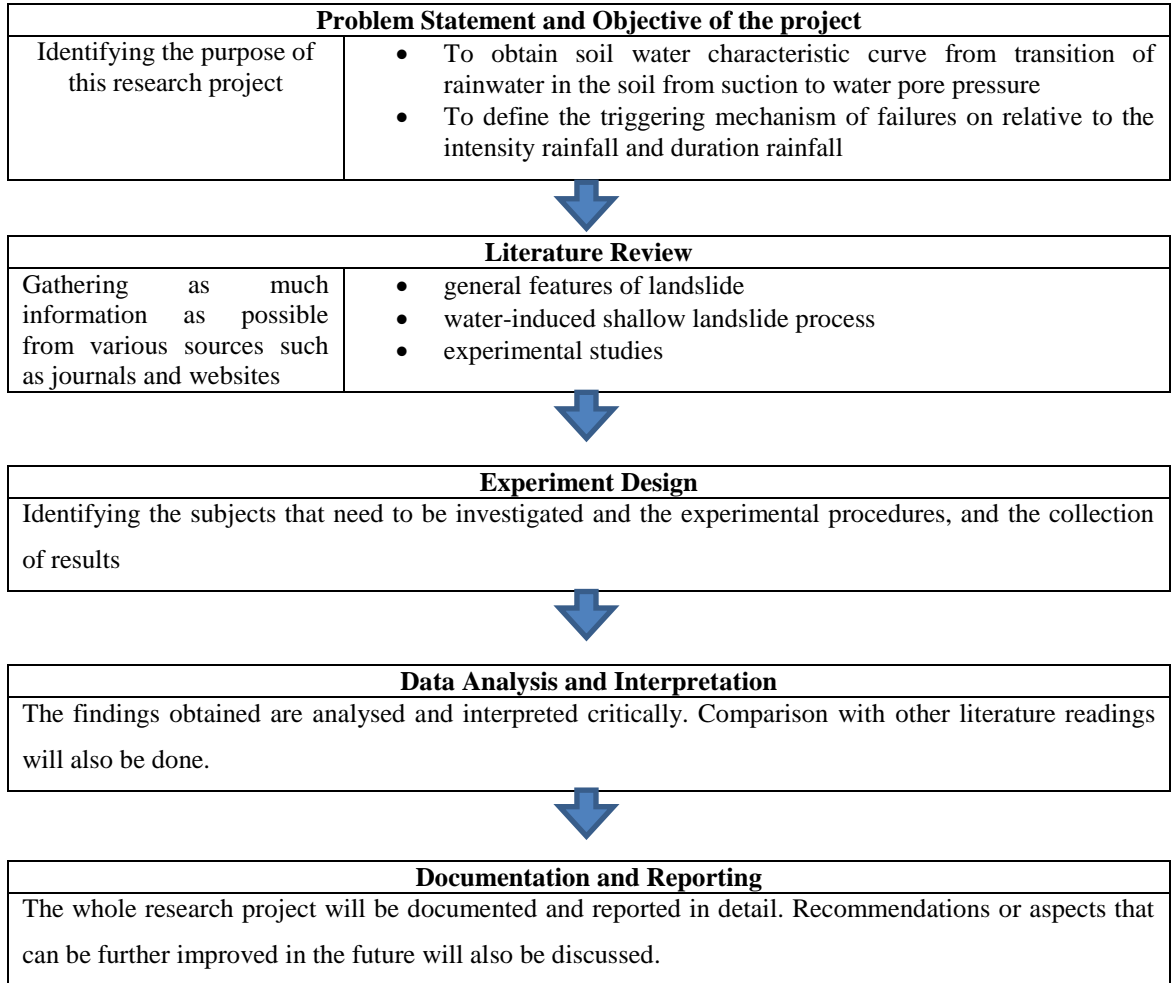 Problem Statement and Objective of the project
Identifying the purpose of
this research project
• To obtain soil water characteristic curve from transition of
rainwater in the soil from suction to water pore pressure
• To define the triggering mechanism of failures on relative to the
intensity rainfall and duration rainfall
Literature Review
Gathering as much
information as possible
from various sources such
as journals and websites
• general features of landslide
• water-induced shallow landslide process
• experimental studies
Experiment Design
Identifying the subjects that need to be investigated and the experimental procedures, and the collection
of results
Data Analysis and Interpretation
The findings obtained are analysed and interpreted critically. Comparison with other literature readings
will also be done.
Documentation and Reporting
The whole research project will be documented and reported in detail. Recommendations or aspects that
can be further improved in the future will also be discussed.